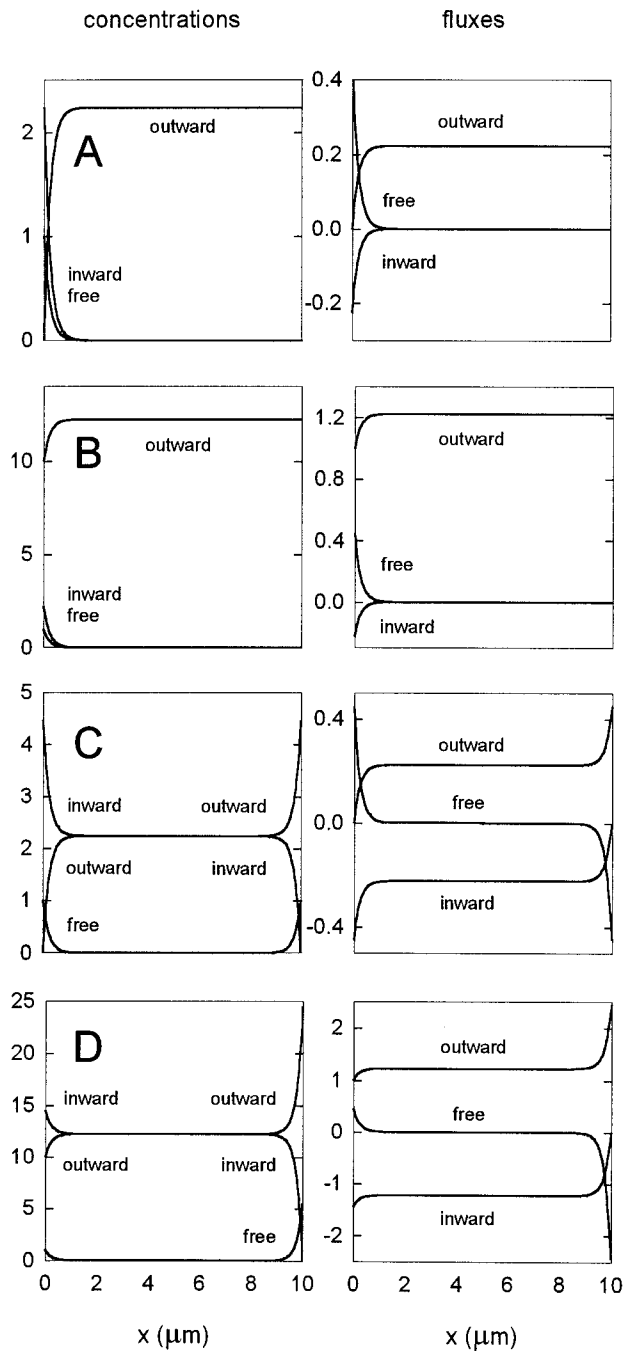 concentrations fluxes
2
1
0
A
outward
inward
free
0.4
0.2
0.0
-0.2
outward
free
inward
10
5
0
B
outward
inward
free
1.2
0.8
0.4
0.0
outward
free
inward
5
4
3
2
1
0
C
inward outward
outward inward
free
0.4
0.0
-0.4
outward
free
inward
25
20
15
10
5
0
D
inward outward
outward inward
free
0 2 4 6 8 10
x (μm)
2
1
0
-1
-2
outward
free
inward
0 2 4 6 8 10
x (μm)